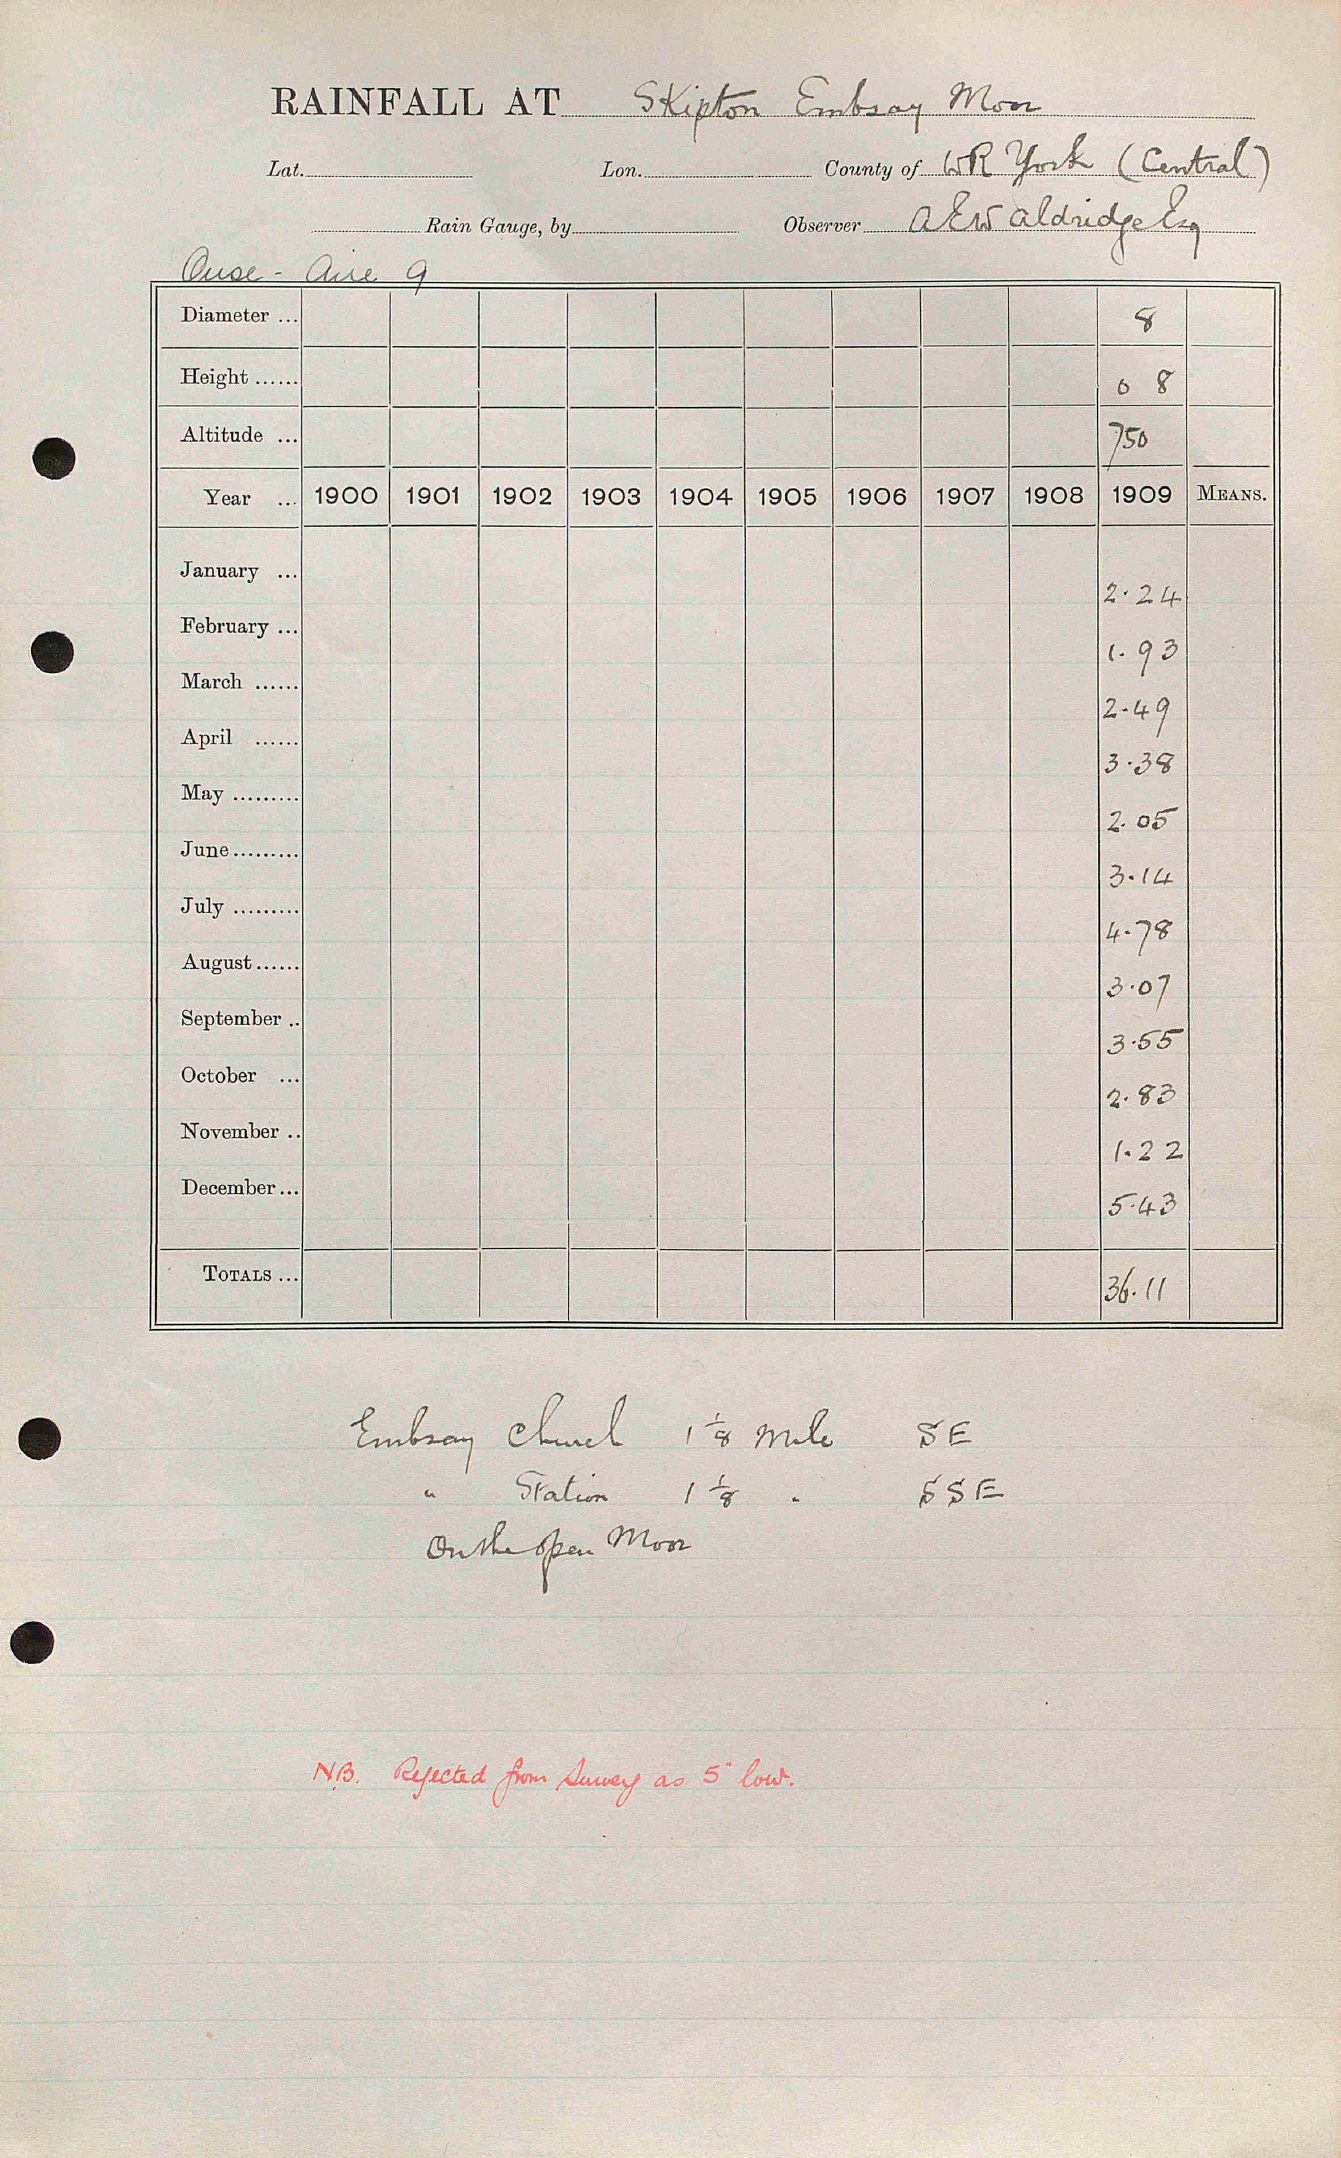 RAINFALL AT Skipton Embsay Moor
Lat. Lon. County of WR York (Central)
Rain Gauge, by Observer A E W Aldridge Esq
Ouse - Aire 9
Diameter ... 8
Height ...... 0 8
Altitude ... 750
Year ... 1900 1901 1902 1903 1904 1905 1906 1907 1908 1909 MEANS.
January ... 2.24
February ... 1.93
March ...... 2.49
April ...... 3.38
May ......... 2.05
June ......... 3.14
July ......... 4.78
August ...... 3.07
September .. 3.55
October ... 2.83
November .. 1.22
December ... 5.43
TOTALS ... 36.11
Embsay Church 1 1/8 Mile SE
" Station 1 1/8 " SSE
On the open Moor
N.B. Rejected from Survey as 5" low.